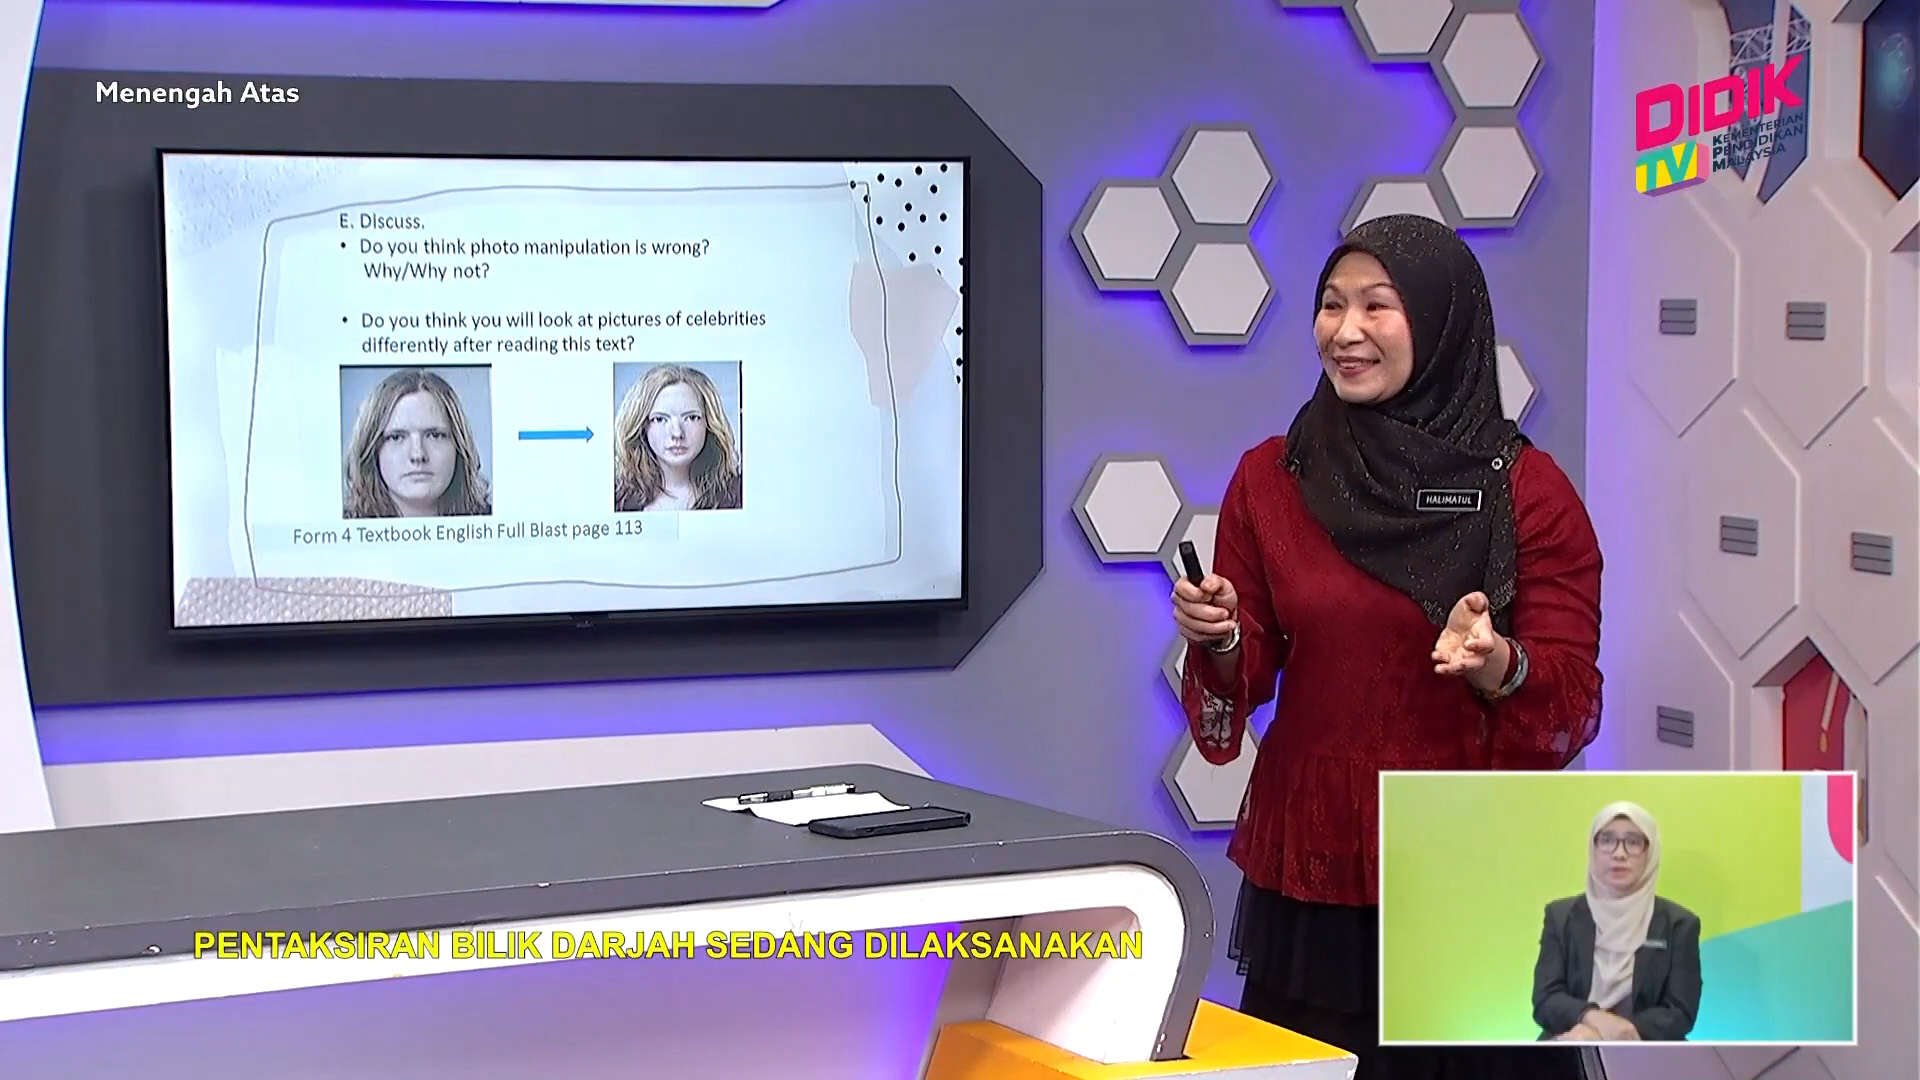 Menengah Atas
DIDIK
TV
KEMENTERIAN
PENDIDIKAN
MALAYSIA
E. Discuss.
• Do you think photo manipulation is wrong?
Why/Why not?
• Do you think you will look at pictures of celebrities
differently after reading this text?
Form 4 Textbook English Full Blast page 113
HALIMATUL
PENTAKSIRAN BILIK DARJAH SEDANG DILAKSANAKAN